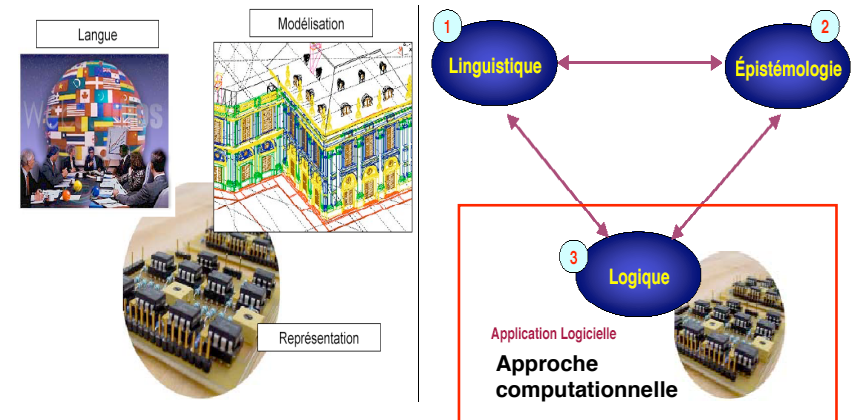 Langue
Modélisation
Représentation
1
Linguistique
2
Épistémologie
3
Logique
Application Logicielle
Approche
computationnelle